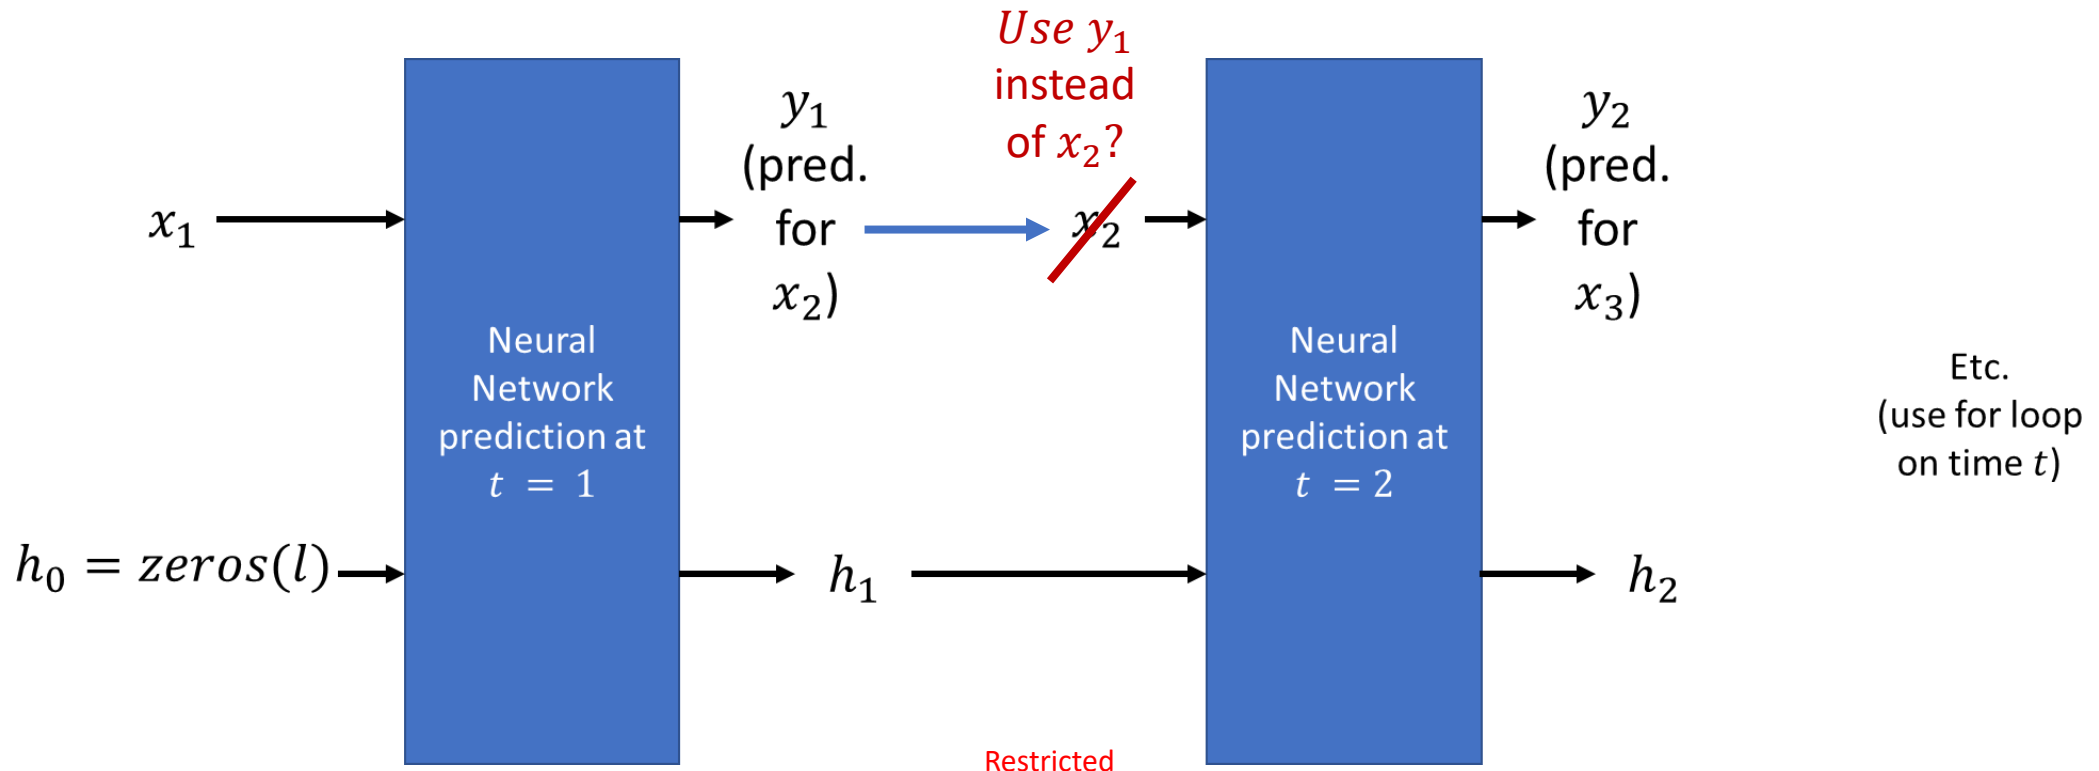 Use y₁
instead
of x₂?
x₁
h₀ = zeros(l)
Neural
Network
prediction at
t = 1
y₁
(pred.
for
x₂)
x₂
h₁
Neural
Network
prediction at
t = 2
y₂
(pred.
for
x₃)
h₂
Etc.
(use for loop
on time t)
Restricted